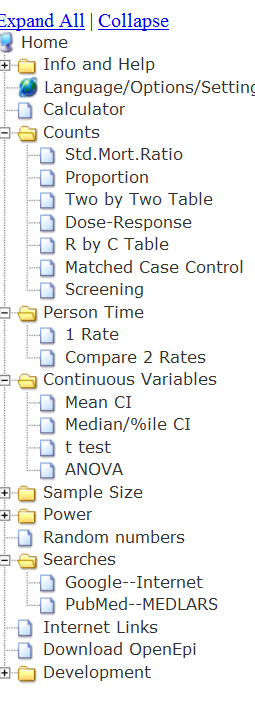 Expand All | Collapse
Home
Info and Help
Language/Options/Setting
Calculator
Counts
Std.Mort.Ratio
Proportion
Two by Two Table
Dose-Response
R by C Table
Matched Case Control
Screening
Person Time
1 Rate
Compare 2 Rates
Continuous Variables
Mean CI
Median/%ile CI
t test
ANOVA
Sample Size
Power
Random numbers
Searches
Google--Internet
PubMed--MEDLARS
Internet Links
Download OpenEpi
Development